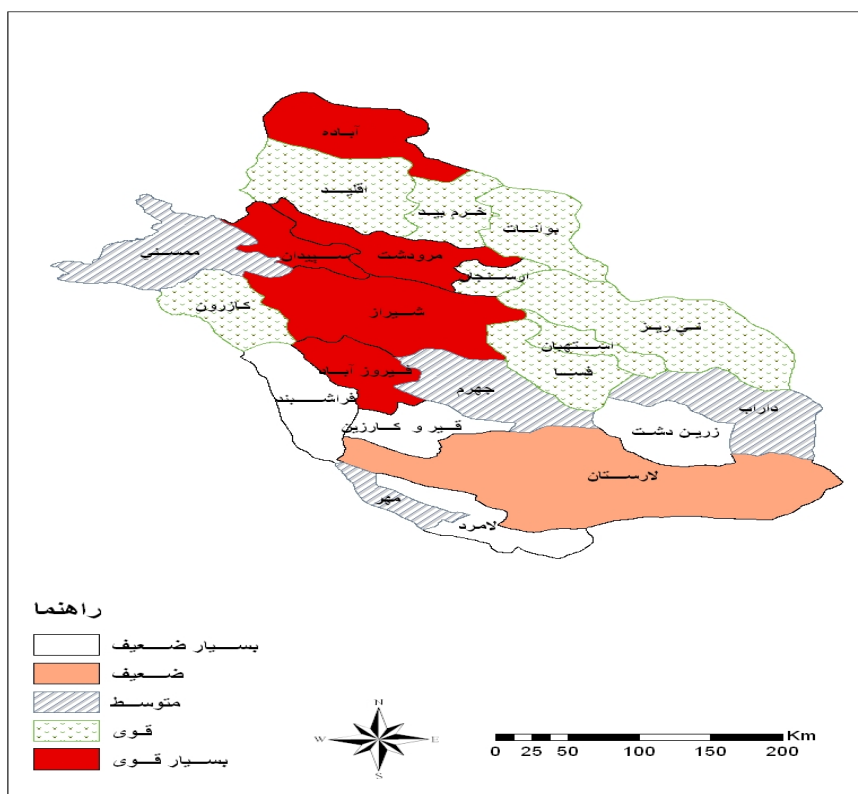 آباده
اقلید
خرم بید
بوانات
ممسنی
سپیدان
مرودشت
ارسنجان
کازرون
شیراز
نی ریز
استهبان
فسا
فیروز آباد
جهرم
فراشبند
داراب
قیر و کارزین
زرین دشت
لارستان
مهر
لامرد
راهنما
بسیار ضعیف
ضعیف
متوسط
قوی
بسیار قوی
N
W E
S
Km
0 25 50 100 150 200